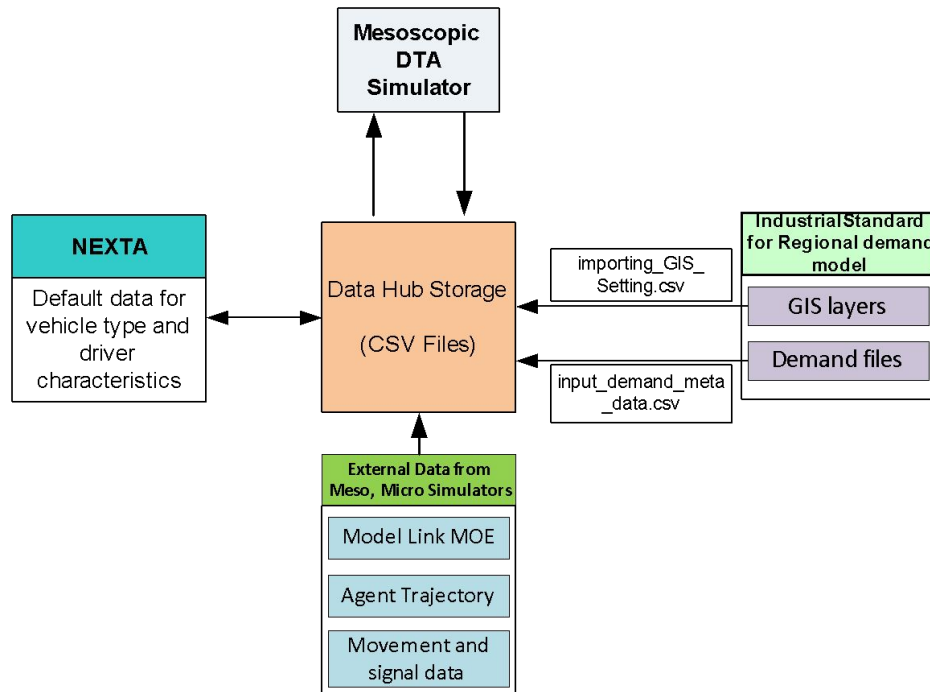 Mesoscopic
DTA
Simulator
NEXTA
Default data for
vehicle type and
driver
characteristics
Data Hub Storage
(CSV Files)
importing_GIS_
Setting.csv
input_demand_meta
_data.csv
IndustrialStandard
for Regional demand
model
GIS layers
Demand files
External Data from
Meso, Micro Simulators
Model Link MOE
Agent Trajectory
Movement and
signal data